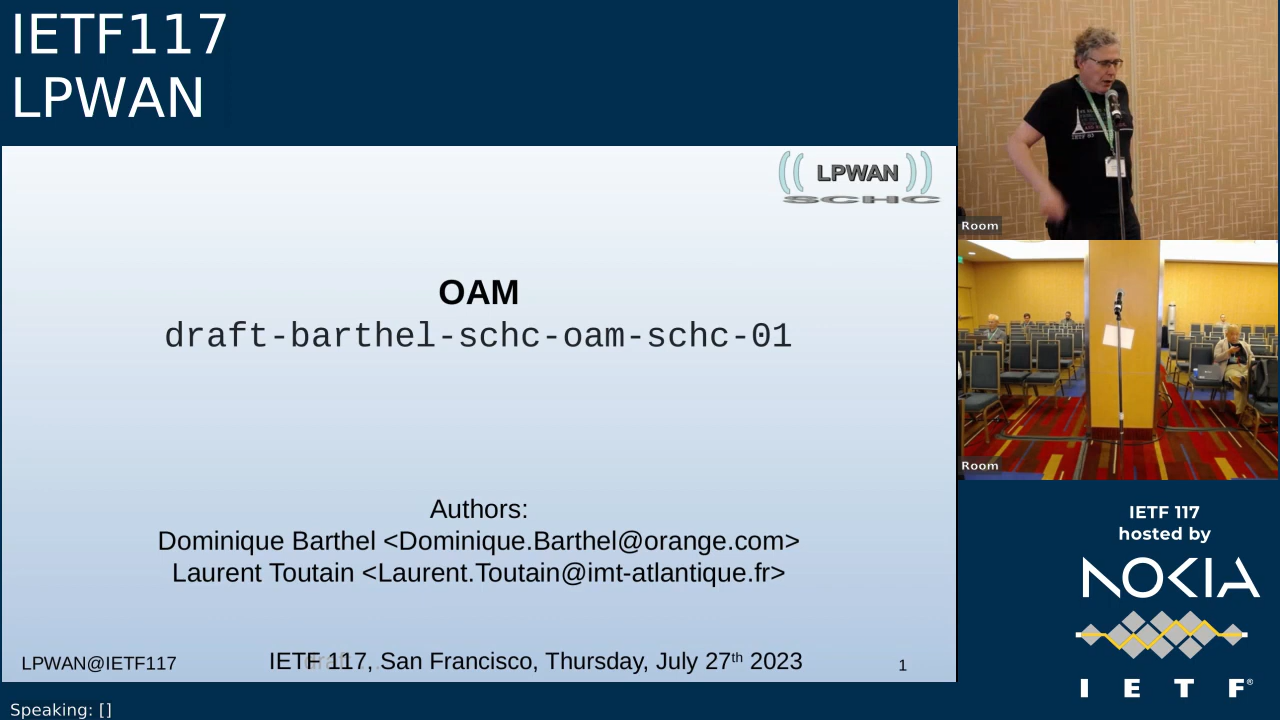 IETF117
LPWAN
LPWAN
SCHC
OAM
draft-barthel-schc-oam-schc-01
Authors:
Dominique Barthel <Dominique.Barthel@orange.com>
Laurent Toutain <Laurent.Toutain@imt-atlantique.fr>
LPWAN@IETF117
IETF 117, San Francisco, Thursday, July 27th 2023
1
Speaking: []
Room
Room
IETF 117
hosted by
NOKIA
I E T F®